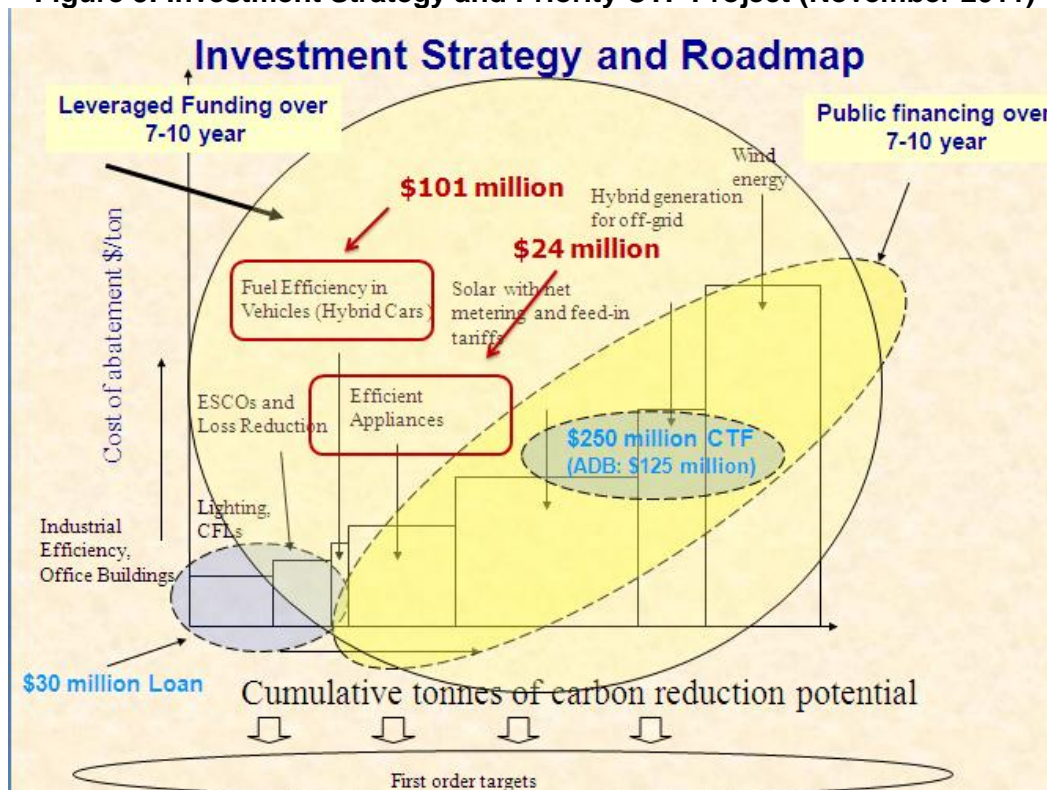 Investment Strategy and Roadmap
Leveraged Funding over
7-10 year
Public financing over
7-10 year
Wind
energy
$101 million
Hybrid generation
for off-grid
$24 million
Fuel Efficiency in
Vehicles (Hybrid Cars)
Solar with net
metering and feed-in
tariffs
Cost of abatement $/ton
ESCOs and
Loss Reduction
Efficient
Appliances
$250 million CTF
(ADB: $125 million)
Lighting,
CFLs
Industrial
Efficiency,
Office Buildings
$30 million Loan
Cumulative tonnes of carbon reduction potential
First order targets